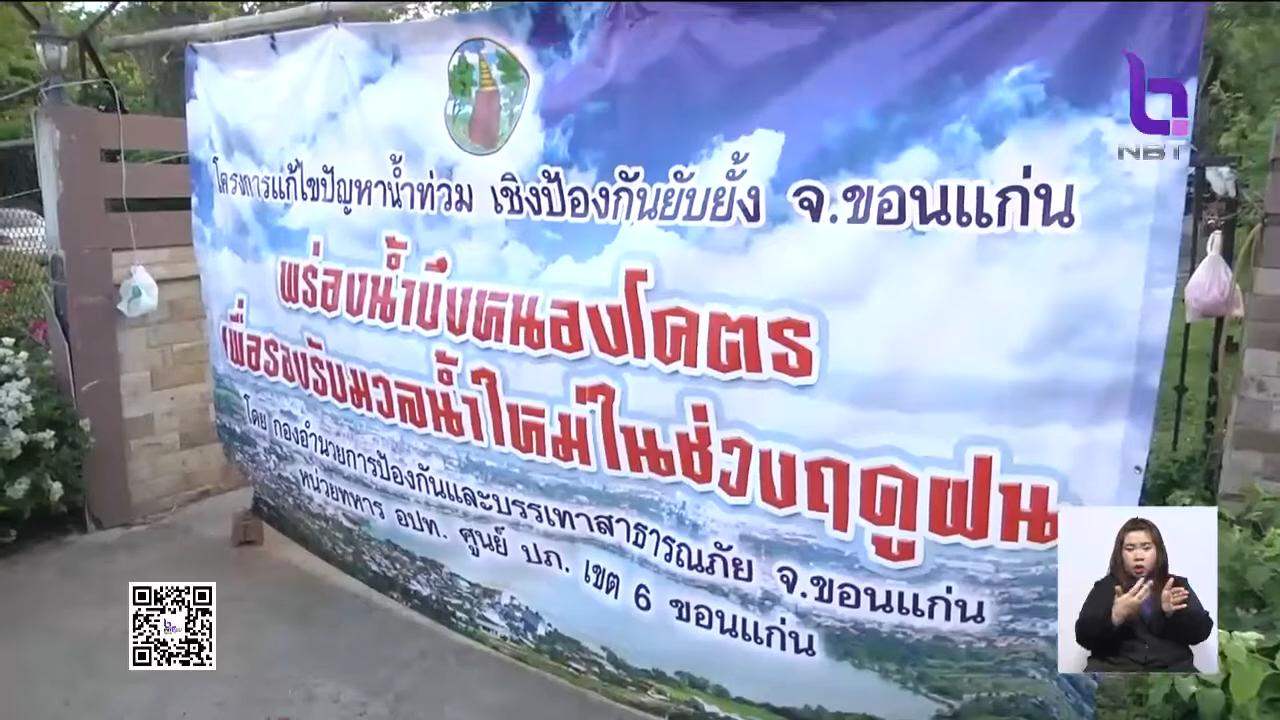 NBT
โครงการแก้ไขปัญหาน้ำท่วม เชิงป้องกันยับยั้ง จ.ขอนแก่น
พร่องน้ำบึงหนองโคตร
เพื่อรองรับมวลน้ำใหม่ในช่วงฤดูฝน
โดย กองอำนวยการป้องกันและบรรเทาสาธารณภัย จ.ขอนแก่น
หน่วยทหาร อปท. ศูนย์ ปภ. เขต 6 ขอนแก่น